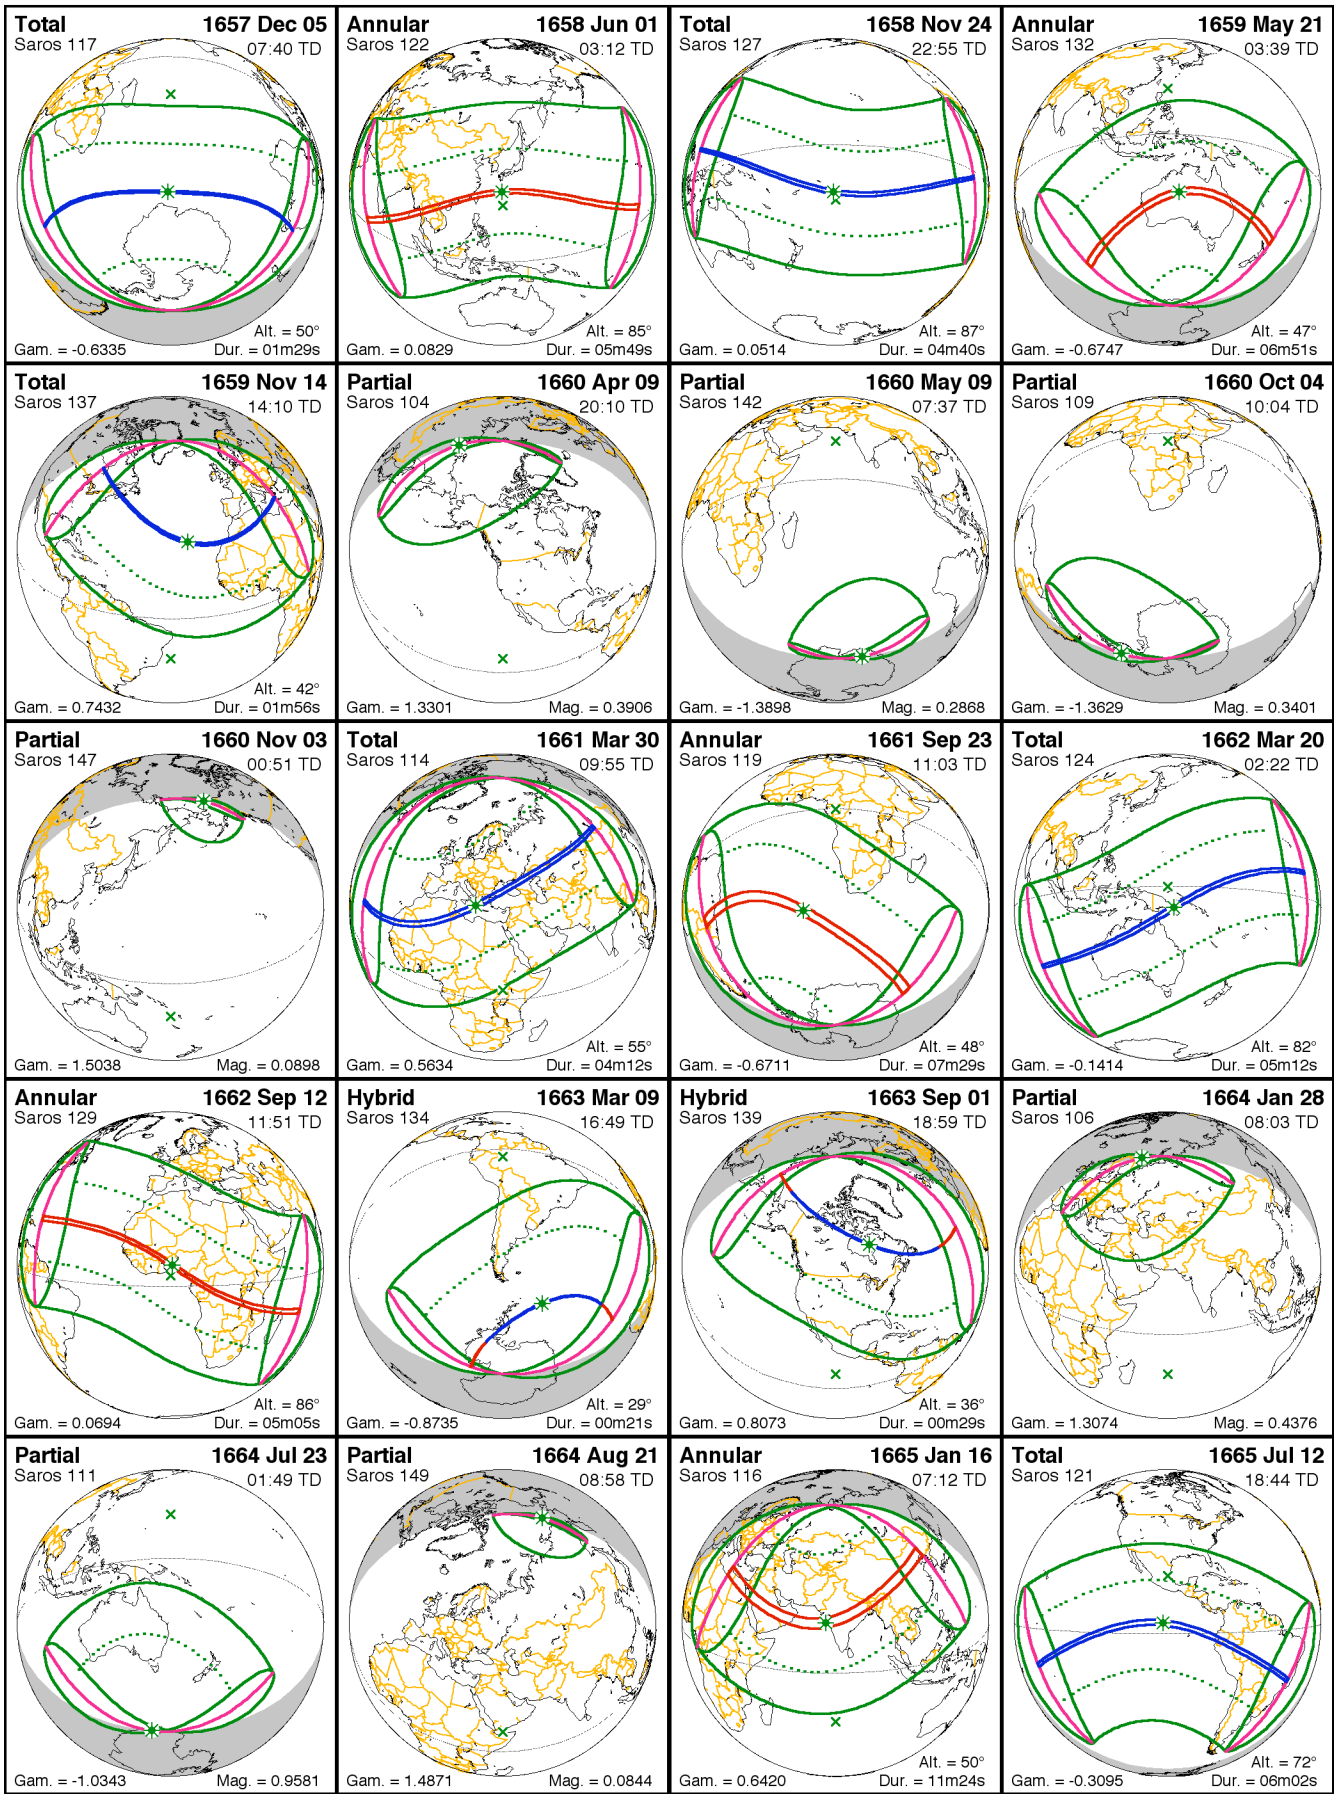 Total 1657 Dec 05
Saros 117 07:40 TD
Alt. = 50°
Gam. = -0.6335 Dur. = 01m29s
Annular 1658 Jun 01
Saros 122 03:12 TD
Alt. = 85°
Gam. = 0.0829 Dur. = 05m49s
Total 1658 Nov 24
Saros 127 22:55 TD
Alt. = 87°
Gam. = 0.0514 Dur. = 04m40s
Annular 1659 May 21
Saros 132 03:39 TD
Alt. = 47°
Gam. = -0.6747 Dur. = 06m51s
Total 1659 Nov 14
Saros 137 14:10 TD
Alt. = 42°
Gam. = 0.7432 Dur. = 01m56s
Partial 1660 Apr 09
Saros 104 20:10 TD
Gam. = 1.3301 Mag. = 0.3906
Partial 1660 May 09
Saros 142 07:37 TD
Gam. = -1.3898 Mag. = 0.2868
Partial 1660 Oct 04
Saros 109 10:04 TD
Gam. = -1.3629 Mag. = 0.3401
Partial 1660 Nov 03
Saros 147 00:51 TD
Gam. = 1.5038 Mag. = 0.0898
Total 1661 Mar 30
Saros 114 09:55 TD
Alt. = 55°
Gam. = 0.5634 Dur. = 04m12s
Annular 1661 Sep 23
Saros 119 11:03 TD
Alt. = 48°
Gam. = -0.6711 Dur. = 07m29s
Total 1662 Mar 20
Saros 124 02:22 TD
Alt. = 82°
Gam. = -0.1414 Dur. = 05m12s
Annular 1662 Sep 12
Saros 129 11:51 TD
Alt. = 86°
Gam. = 0.0694 Dur. = 05m05s
Hybrid 1663 Mar 09
Saros 134 16:49 TD
Alt. = 29°
Gam. = -0.8735 Dur. = 00m21s
Hybrid 1663 Sep 01
Saros 139 18:59 TD
Alt. = 36°
Gam. = 0.8073 Dur. = 00m29s
Partial 1664 Jan 28
Saros 106 08:03 TD
Gam. = 1.3074 Mag. = 0.4376
Partial 1664 Jul 23
Saros 111 01:49 TD
Gam. = -1.0343 Mag. = 0.9581
Partial 1664 Aug 21
Saros 149 08:58 TD
Gam. = 1.4871 Mag. = 0.0844
Annular 1665 Jan 16
Saros 116 07:12 TD
Alt. = 50°
Gam. = 0.6420 Dur. = 11m24s
Total 1665 Jul 12
Saros 121 18:44 TD
Alt. = 72°
Gam. = -0.3095 Dur. = 06m02s